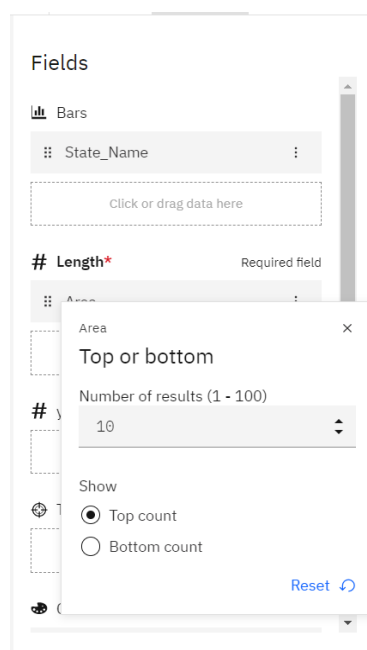 Fields
Bars
State_Name
Click or drag data here
# Length* Required field
Area
Area
Top or bottom
Number of results (1 - 100)
10
#
Show
Top count
Bottom count
Reset